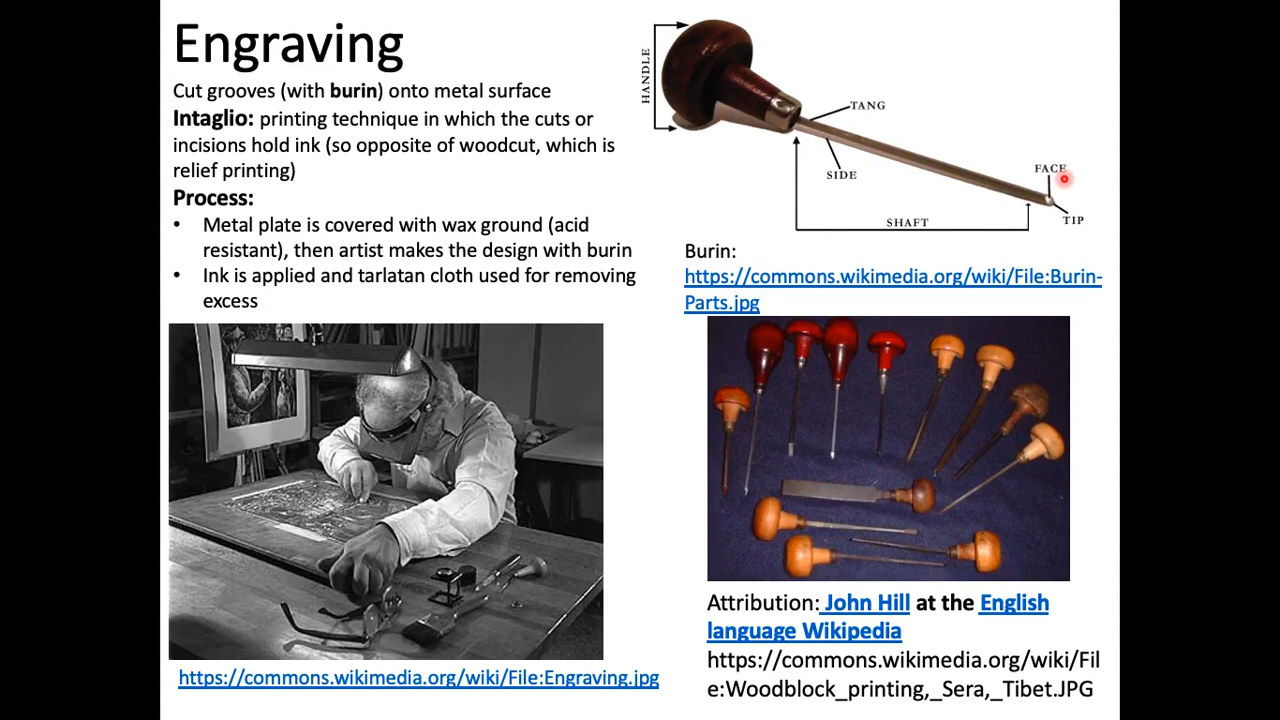 Engraving
Cut grooves (with burin) onto metal surface
Intaglio: printing technique in which the cuts or
incisions hold ink (so opposite of woodcut, which is
relief printing)
Process:
• Metal plate is covered with wax ground (acid
resistant), then artist makes the design with burin
• Ink is applied and tarlatan cloth used for removing
excess
https://commons.wikimedia.org/wiki/File:Engraving.jpg
HANDLE
TANG
SIDE
FACE
TIP
SHAFT
Burin:
https://commons.wikimedia.org/wiki/File:Burin-
Parts.jpg
Attribution: John Hill at the English
language Wikipedia
https://commons.wikimedia.org/wiki/Fil
e:Woodblock_printing,_Sera,_Tibet.JPG